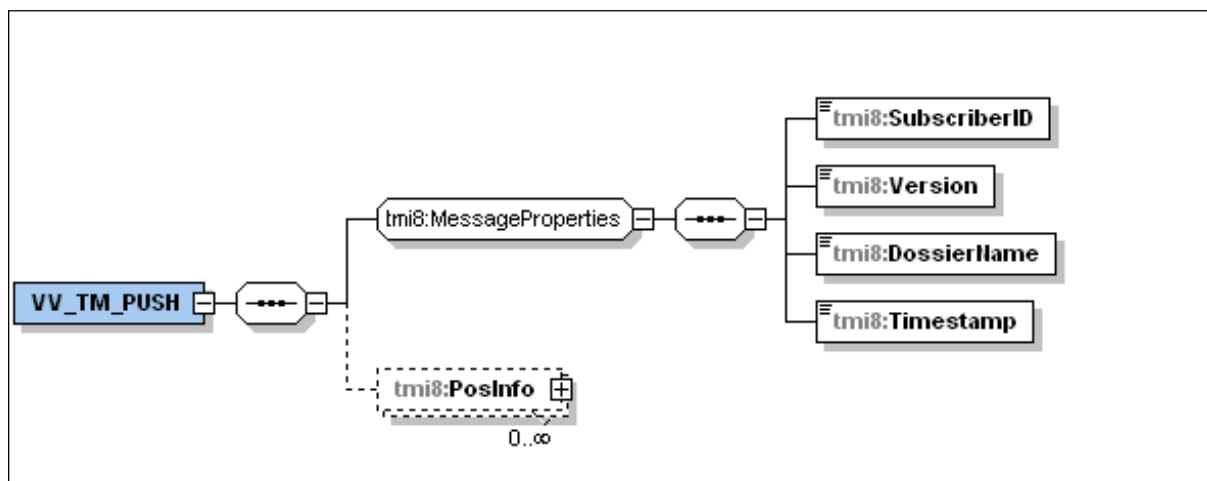 tmi8:SubscriberID
tmi8:Version
tmi8:MessageProperties
tmi8:DossierName
VV_TM_PUSH
tmi8:Timestamp
tmi8:PosInfo
0..∞